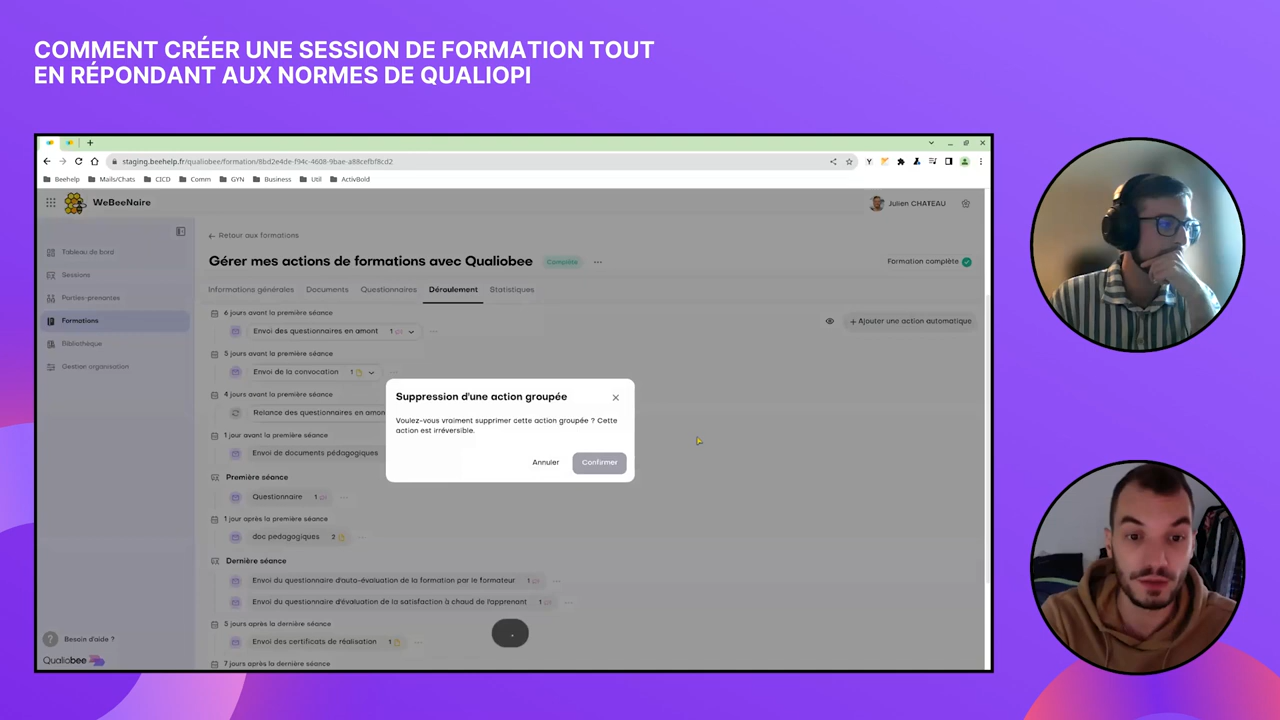 COMMENT CRÉER UNE SESSION DE FORMATION TOUT
EN RÉPONDANT AUX NORMES DE QUALIOPI
staging.beehelp.fr/qualiobee/formation/8bd2e4de-f94c-4608-9bae-a88cefbf8cd2
Beehelp Mails/Chats CICD Comm GYN Business Util ActivBold
WeBeeNaire
Julien CHATEAU
Tableau de bord
Sessions
Parties-prenantes
Formations
Bibliothèque
Gestion organisation
Besoin d'aide ?
Qualiobee
Retour aux formations
Gérer mes actions de formations avec Qualiobee Complète ...
Formation complète
Informations générales Documents Questionnaires Déroulement Statistiques
Ajouter une action automatique
6 jours avant la première séance
Envoi des questionnaires en amont 1
5 jours avant la première séance
Envoi de la convocation 1
4 jours avant la première séance
Relance des questionnaires en amon
1 jour avant la première séance
Envoi de documents pédagogiques
Première séance
Questionnaire 1
1 jour après la première séance
doc pedagogiques 2
Dernière séance
Envoi du questionnaire d'auto-évaluation de la formation par le formateur 1
Envoi du questionnaire d'évaluation de la satisfaction à chaud de l'apprenant 1
3 jours après la dernière séance
Envoi des certificats de réalisation 1
7 jours après la dernière séance
Suppression d'une action groupée
Voulez-vous vraiment supprimer cette action groupée ? Cette
action est irréversible.
Annuler Confirmer